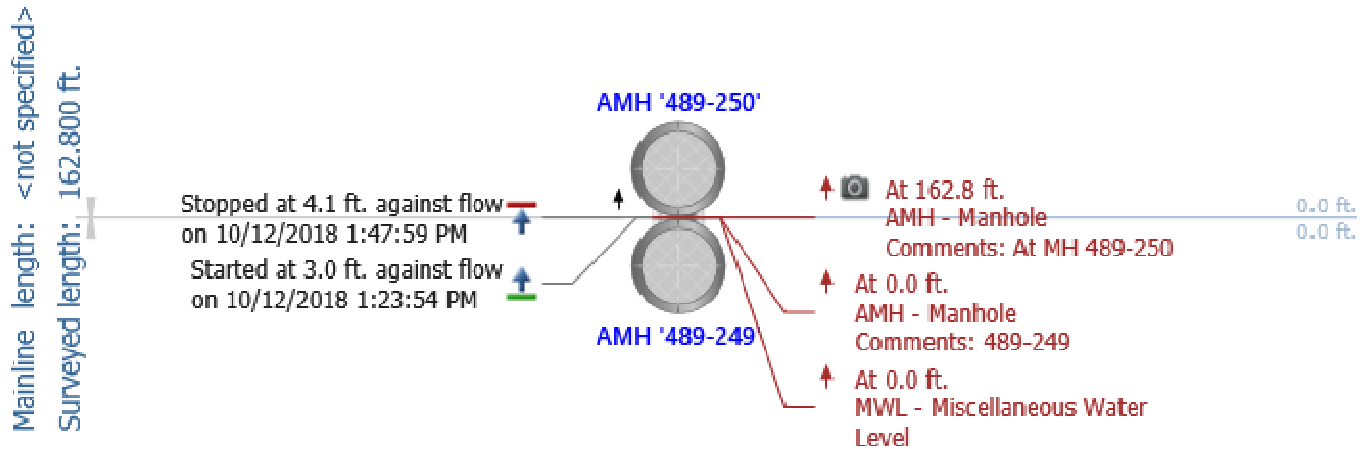 Mainline length: <not specified>
Surveyed length: 162.800 ft.
AMH '489-250'
Stopped at 4.1 ft. against flow
on 10/12/2018 1:47:59 PM
Started at 3.0 ft. against flow
on 10/12/2018 1:23:54 PM
AMH '489-249'
At 162.8 ft.
AMH - Manhole
Comments: At MH 489-250
At 0.0 ft.
AMH - Manhole
Comments: 489-249
At 0.0 ft.
MWL - Miscellaneous Water
Level
0.0 ft.
0.0 ft.